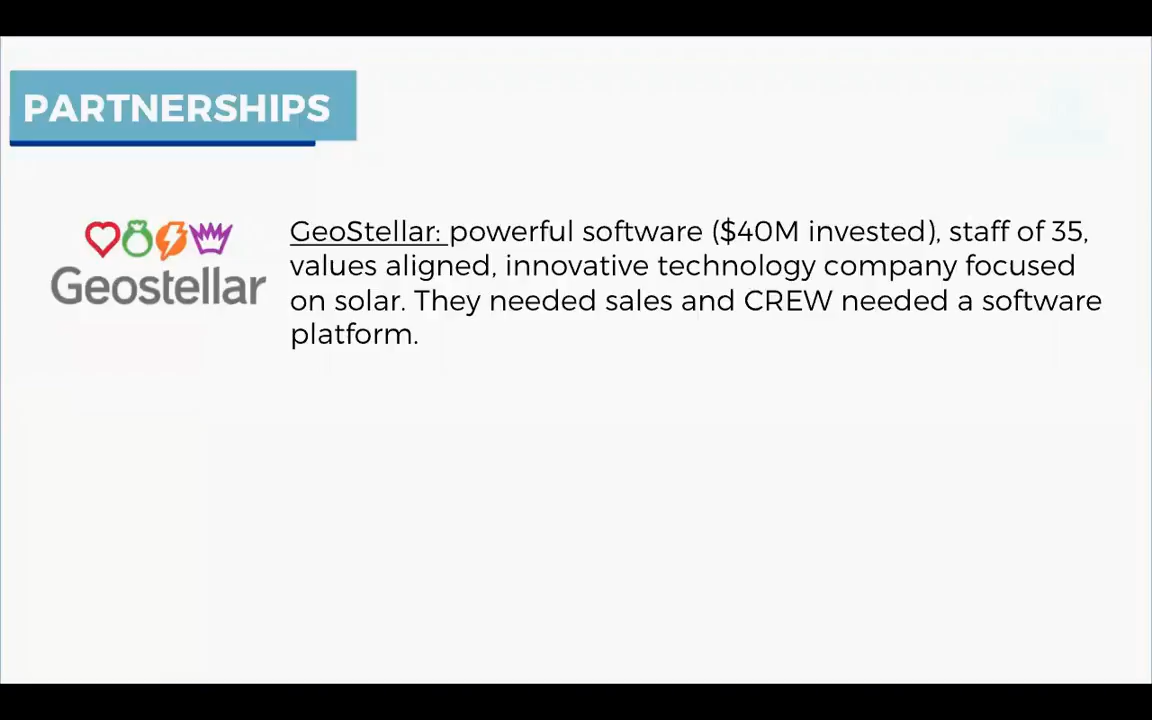 PARTNERSHIPS
Geostellar
GeoStellar: powerful software ($40M invested), staff of 35,
values aligned, innovative technology company focused
on solar. They needed sales and CREW needed a software
platform.